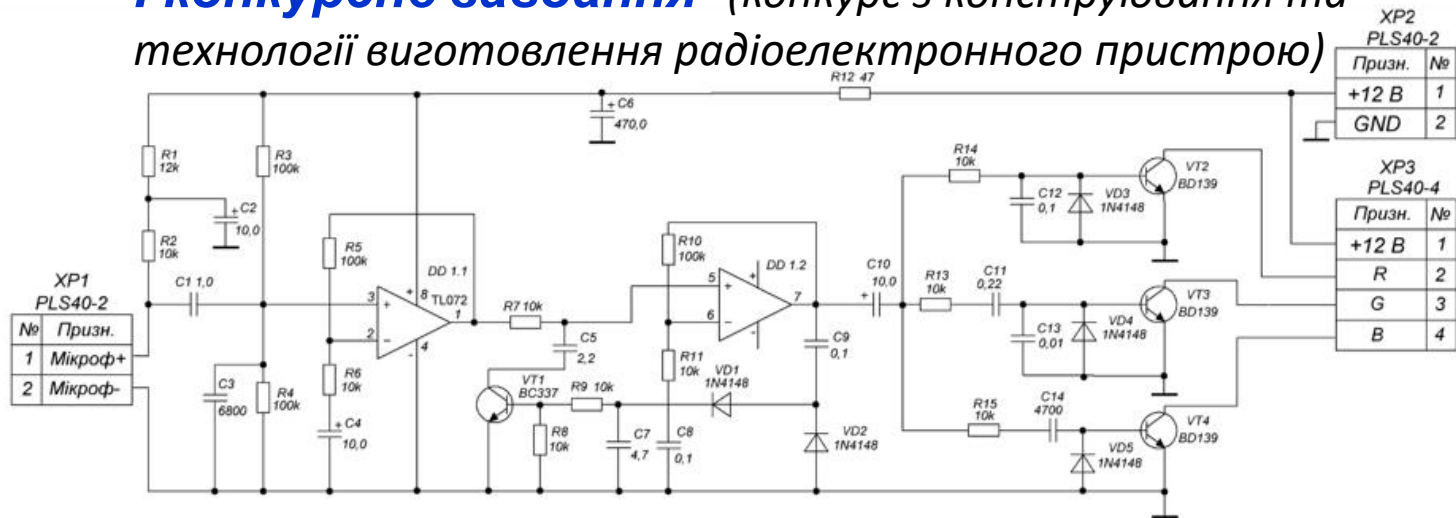 І конкурсно завдання (конкурс з конструювання та
технології виготовлення радіоелектронного пристрою)
XP2
PLS40-2
Призн. №
+12 В 1
GND 2
R12 47
+ C6
470,0
R1
12k
R3
100k
+ C2
10,0
R2
10k
R14
10k
C12
0,1
VD3
1N4148
VT2
BD139
XP3
PLS40-4
Призн. №
+12 В 1
R 2
G 3
B 4
XP1
PLS40-2
№ Призн.
1 Мікроф+
2 Мікроф-
C1 1,0
R5
100k
DD 1.1
TL072
3 + 8 +
2 − 1
4 -
R7 10k
R10
100k
DD 1.2
5 + +
6 − 7
-
C10
10,0
+
R13
10k
C11
0,22
VT3
BD139
C13
0,01
VD4
1N4148
C5
2,2
C9
0,1
R6
10k
R11
10k
C3
6800
R4
100k
+ C4
10,0
VT1
BC337
R9 10k
VD1
1N4148
R8
10k
C7
4,7
C8
0,1
VD2
1N4148
R15
10k
C14
4700
VT4
BD139
VD5
1N4148